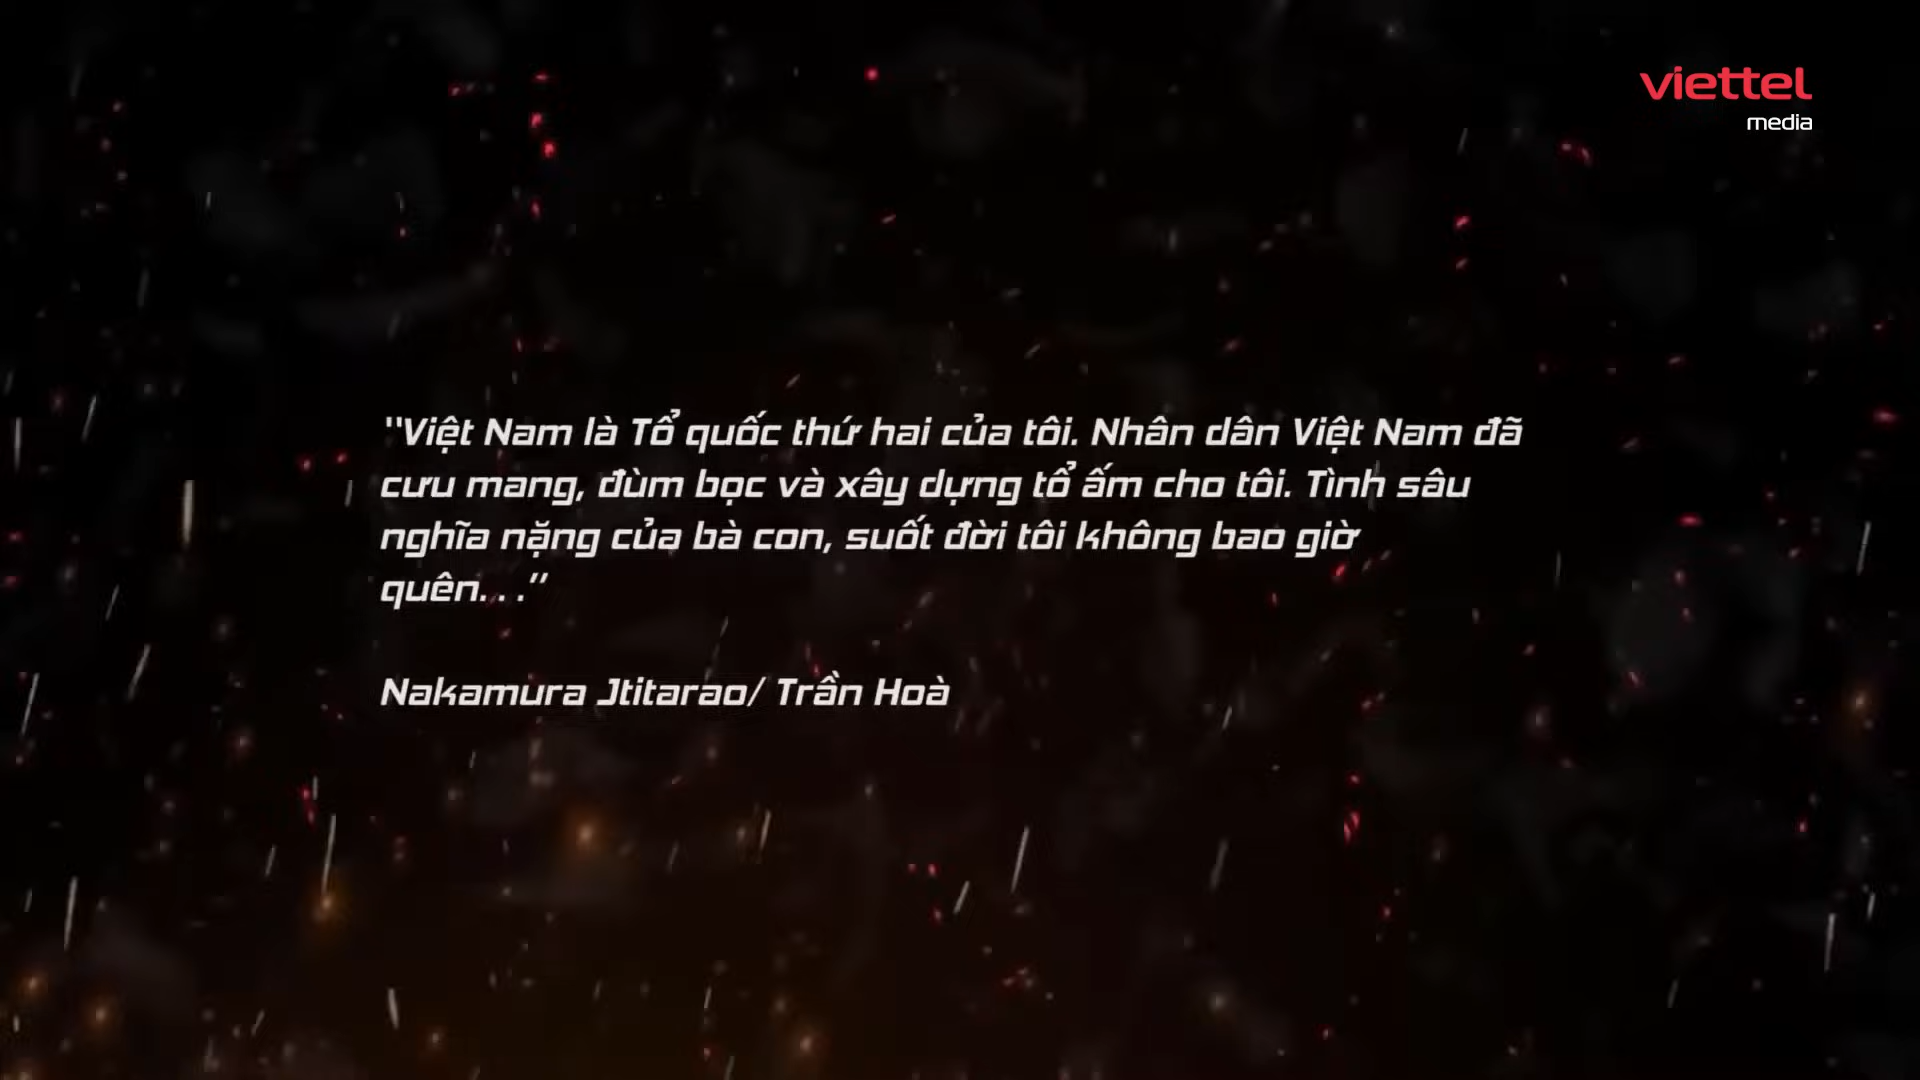 viettel
media
"Việt Nam là Tổ quốc thứ hai của tôi. Nhân dân Việt Nam đã
cưu mang, đùm bọc và xây dựng tổ ấm cho tôi. Tình sâu
nghĩa nặng của bà con, suốt đời tôi không bao giờ
quên. . ."
Nakamura Jtitarao/ Trần Hoà